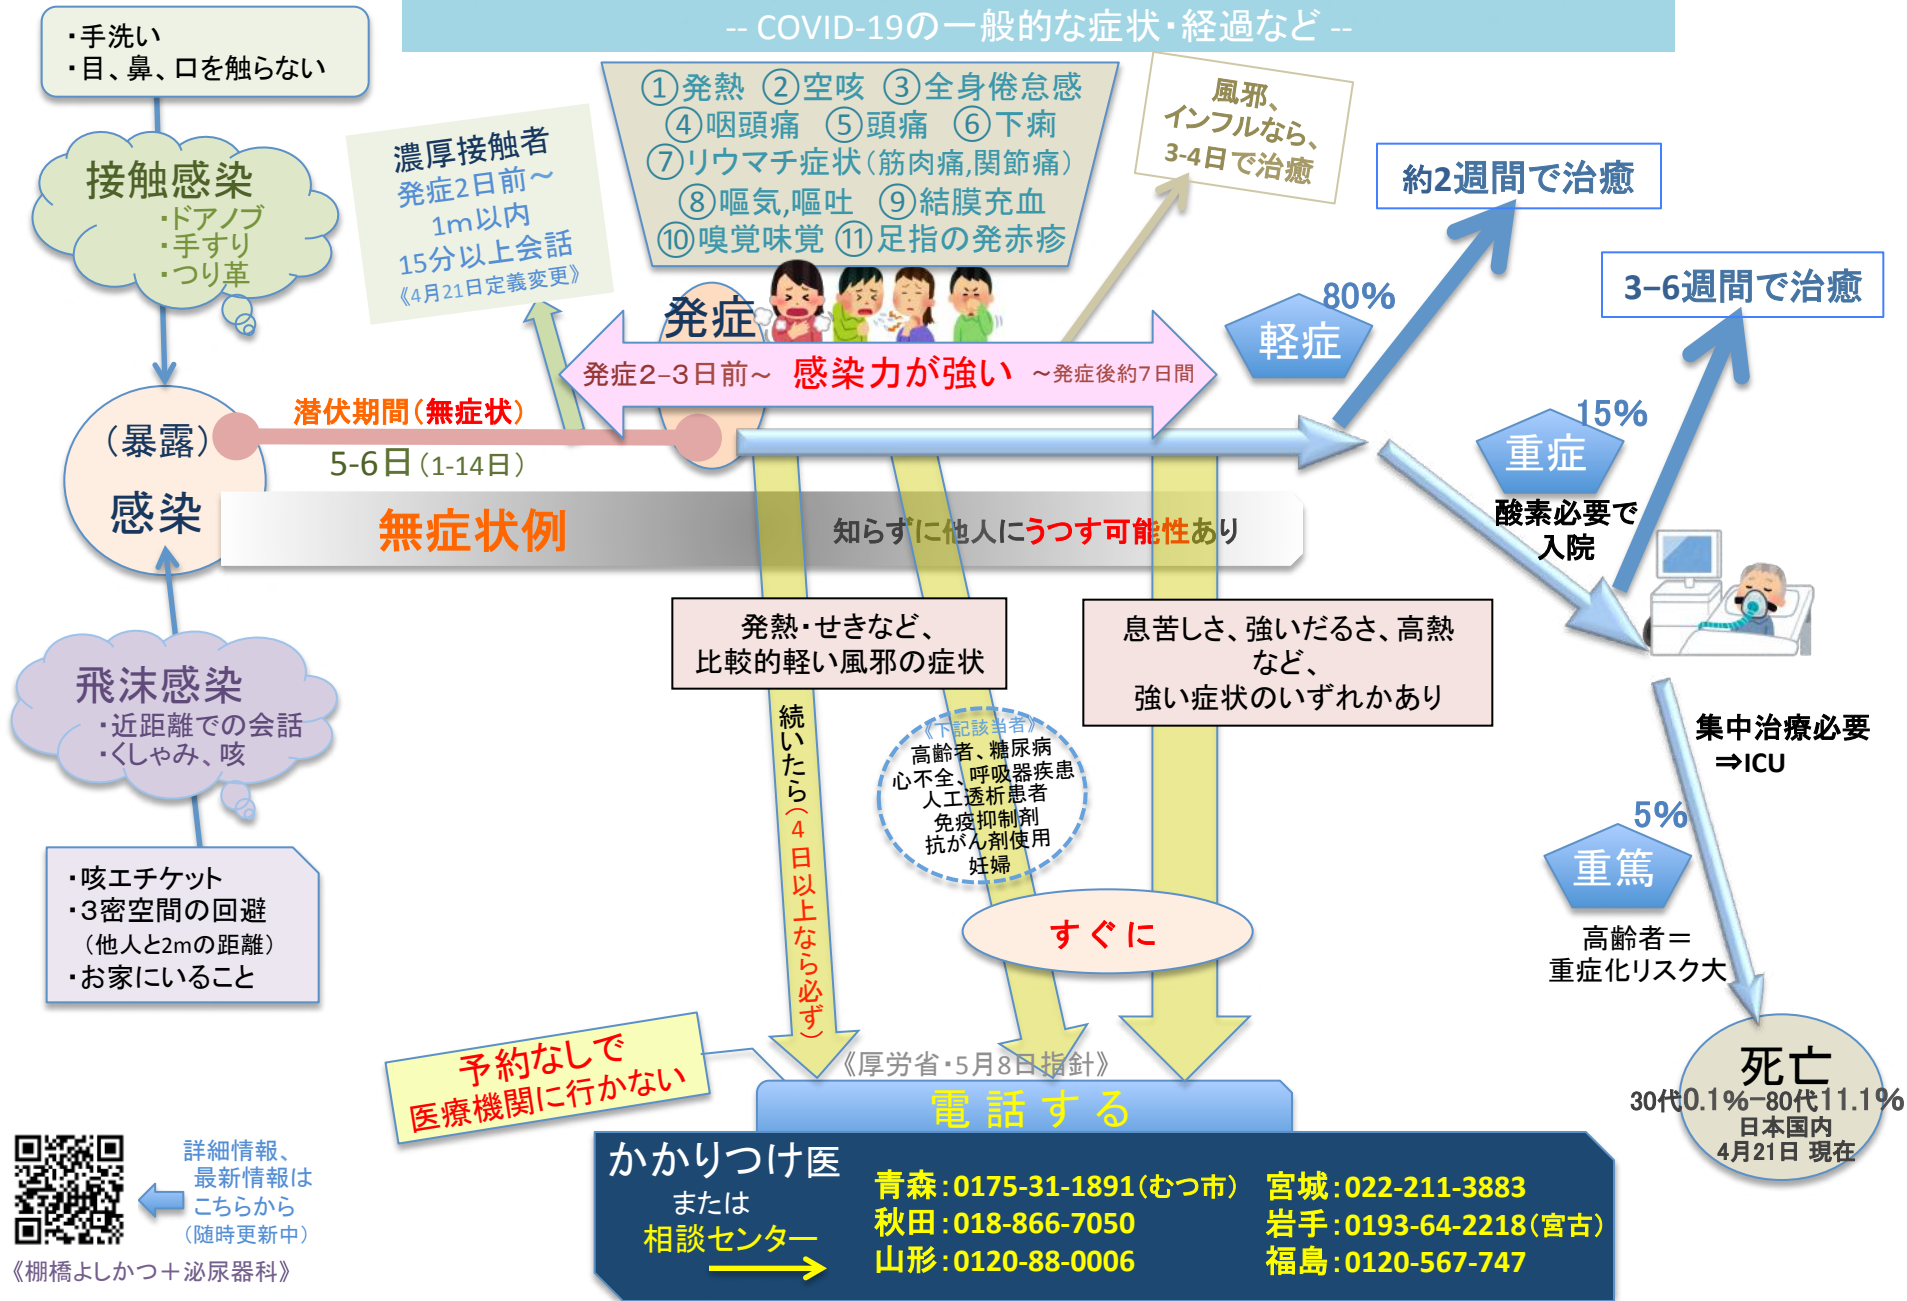 -- COVID-19の一般的な症状・経過など --
・手洗い
・目、鼻、口を触らない
接触感染
・ドアノブ
・手すり
・つり革
濃厚接触者
発症2日前～
1m以内
15分以上会話
《4月21日定義変更》
①発熱 ②空咳 ③全身倦怠感
④咽頭痛 ⑤頭痛 ⑥下痢
⑦リウマチ症状(筋肉痛,関節痛)
⑧嘔気,嘔吐 ⑨結膜充血
⑩嗅覚味覚 ⑪足指の発赤疹
風邪、
インフルなら、
3-4日で治癒
約2週間で治癒
3−6週間で治癒
発症
発症２−３日前～ 感染力が強い ～発症後約７日間
80%
軽症
15%
重症
酸素必要で
入院
(暴露)
感染
潜伏期間(無症状)
5-6日(1-14日)
無症状例
知らずに他人にうつす可能性あり
発熱・せきなど、
比較的軽い風邪の症状
息苦しさ、強いだるさ、高熱
など、
強い症状のいずれかあり
飛沫感染
・近距離での会話
・くしゃみ、咳
・咳エチケット
・３密空間の回避
(他人と2mの距離)
・お家にいること
続いたら(４日以上なら必ず)
《下記該当者》
高齢者、糖尿病
心不全、呼吸器疾患
人工透析患者
免疫抑制剤
抗がん剤使用
妊婦
すぐに
集中治療必要
⇒ICU
5%
重篤
高齢者＝
重症化リスク大
死亡
30代0.1%−80代11.1%
日本国内
4月21日 現在
予約なしで
医療機関に行かない
《厚労省・5月8日指針》
電話する
かかりつけ医
または
相談センター
青森：0175-31-1891(むつ市)
秋田：018-866-7050
山形：0120-88-0006
宮城：022-211-3883
岩手：0193-64-2218(宮古)
福島：0120-567-747
詳細情報、
最新情報は
こちらから
(随時更新中)
《棚橋よしかつ＋泌尿器科》